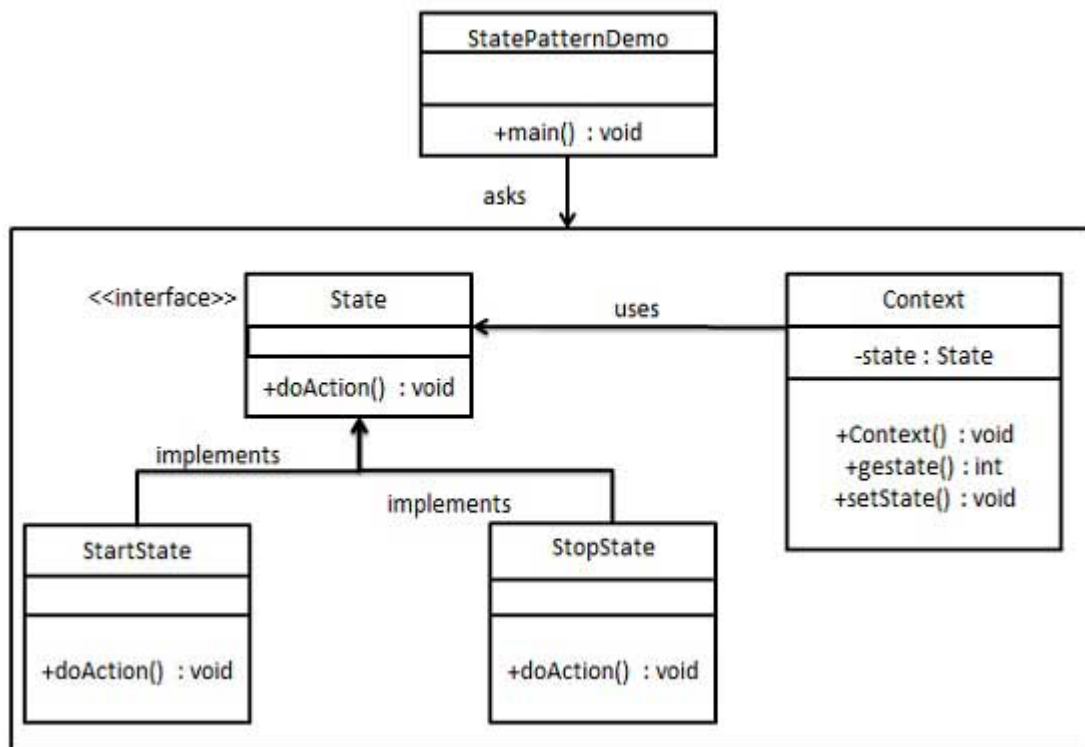 StatePatternDemo
+main() : void
asks
<<interface>>
State
+doAction() : void
uses
Context
-state : State
+Context() : void
+gestate() : int
+setState() : void
implements
implements
StartState
+doAction() : void
StopState
+doAction() : void